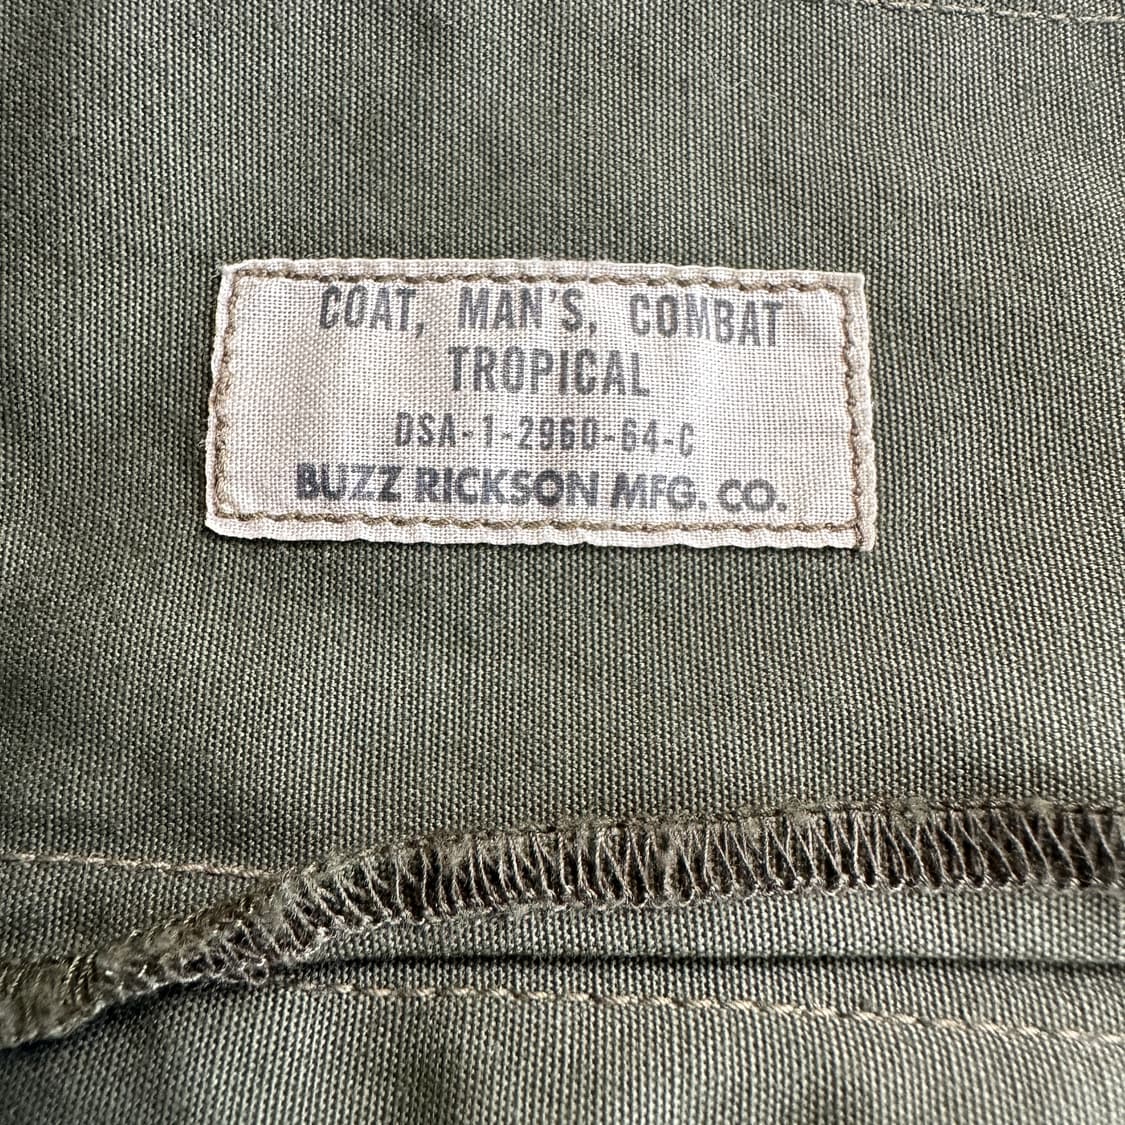 COAT, MAN'S, COMBAT
TROPICAL
DSA-1-2960-64-C
BUZZ RICKSON MFG. CO.